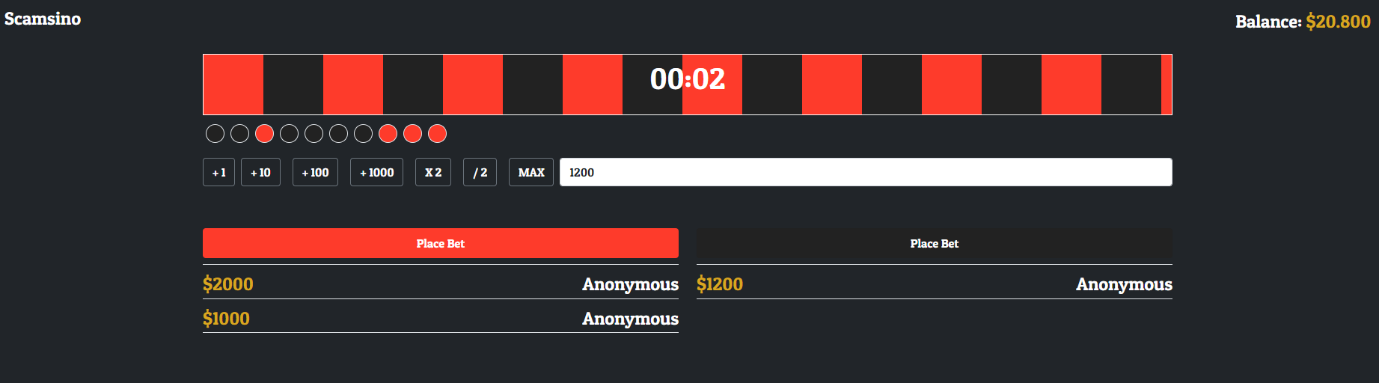 Scamsino
Balance: $20.800
00:02
+ 1 + 10 + 100 + 1000 X 2 / 2 MAX 1200
Place Bet Place Bet
$2000 Anonymous $1200 Anonymous
$1000 Anonymous